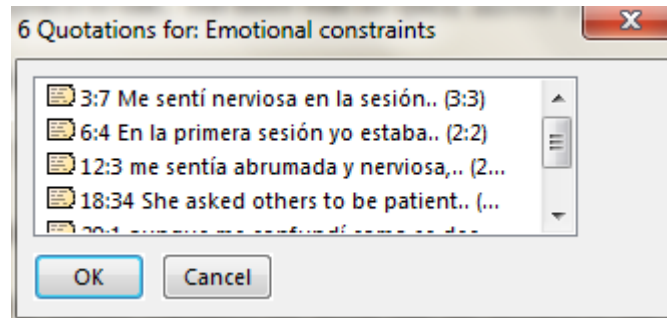 6 Quotations for: Emotional constraints
3:7 Me sentí nerviosa en la sesión.. (3:3)
6:4 En la primera sesión yo estaba.. (2:2)
12:3 me sentía abrumada y nerviosa,.. (2...
18:34 She asked others to be patient.. (...
OK Cancel